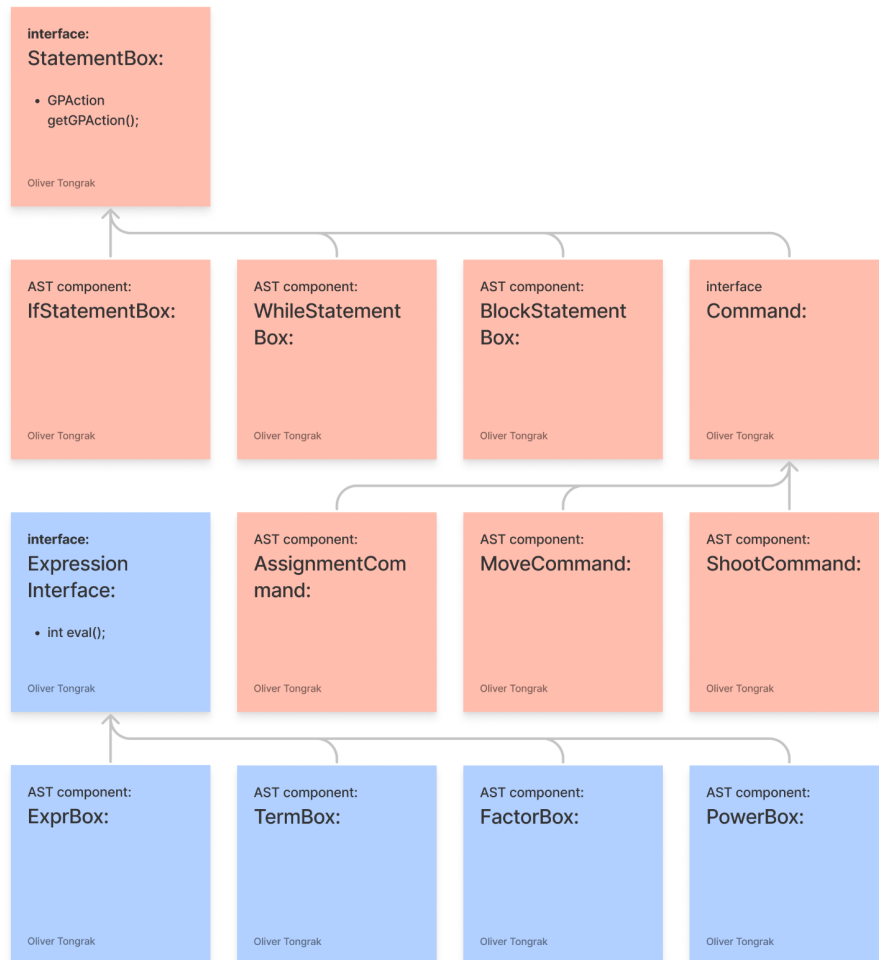 interface:
StatementBox:
• GPAction
getGPAction();
Oliver Tongrak
AST component:
IfStatementBox:
Oliver Tongrak
AST component:
WhileStatement
Box:
Oliver Tongrak
AST component:
BlockStatement
Box:
Oliver Tongrak
interface
Command:
Oliver Tongrak
interface:
Expression
Interface:
• int eval();
Oliver Tongrak
AST component:
AssignmentCom
mand:
Oliver Tongrak
AST component:
MoveCommand:
Oliver Tongrak
AST component:
ShootCommand:
Oliver Tongrak
AST component:
ExprBox:
Oliver Tongrak
AST component:
TermBox:
Oliver Tongrak
AST component:
FactorBox:
Oliver Tongrak
AST component:
PowerBox:
Oliver Tongrak